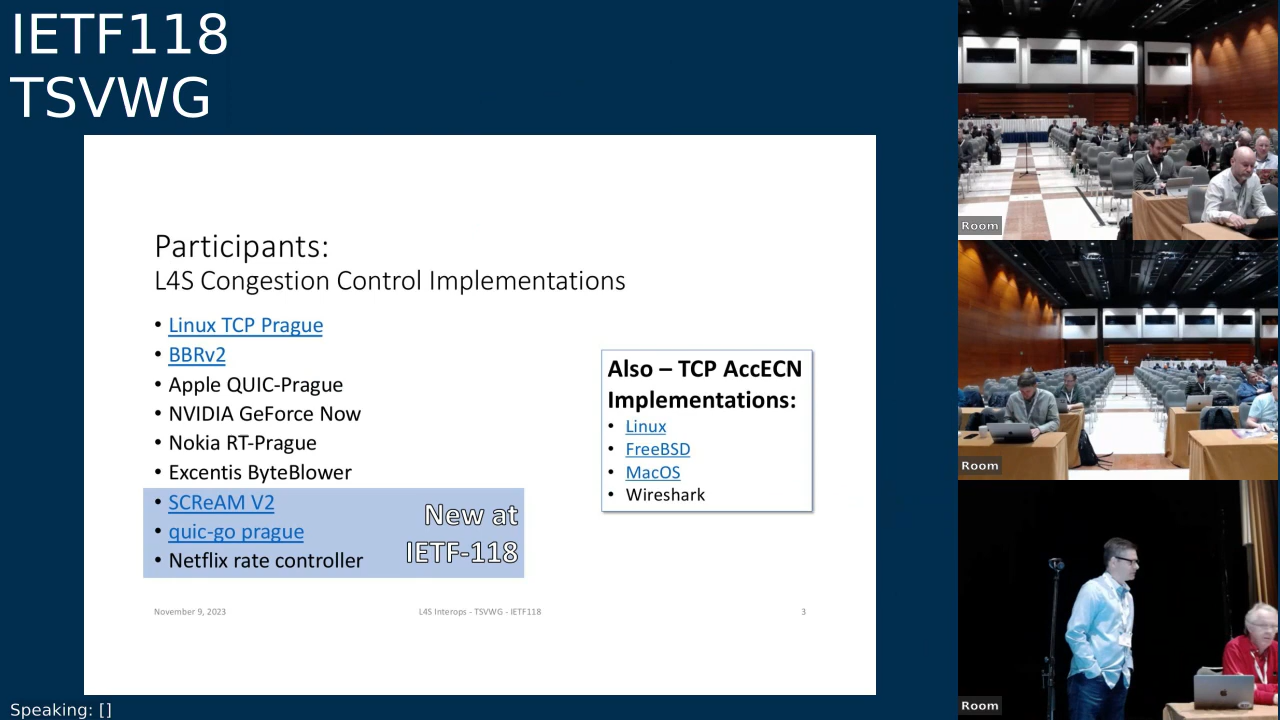 IETF118
TSVWG
Participants:
L4S Congestion Control Implementations
• Linux TCP Prague
• BBRv2
• Apple QUIC-Prague
• NVIDIA GeForce Now
• Nokia RT-Prague
• Excentis ByteBlower
• SCReAM V2
• quic-go prague
• Netflix rate controller
New at
IETF-118
Also – TCP AccECN
Implementations:
• Linux
• FreeBSD
• MacOS
• Wireshark
November 9, 2023
L4S Interops - TSVWG - IETF118
3
Room
Room
Room
Speaking: []